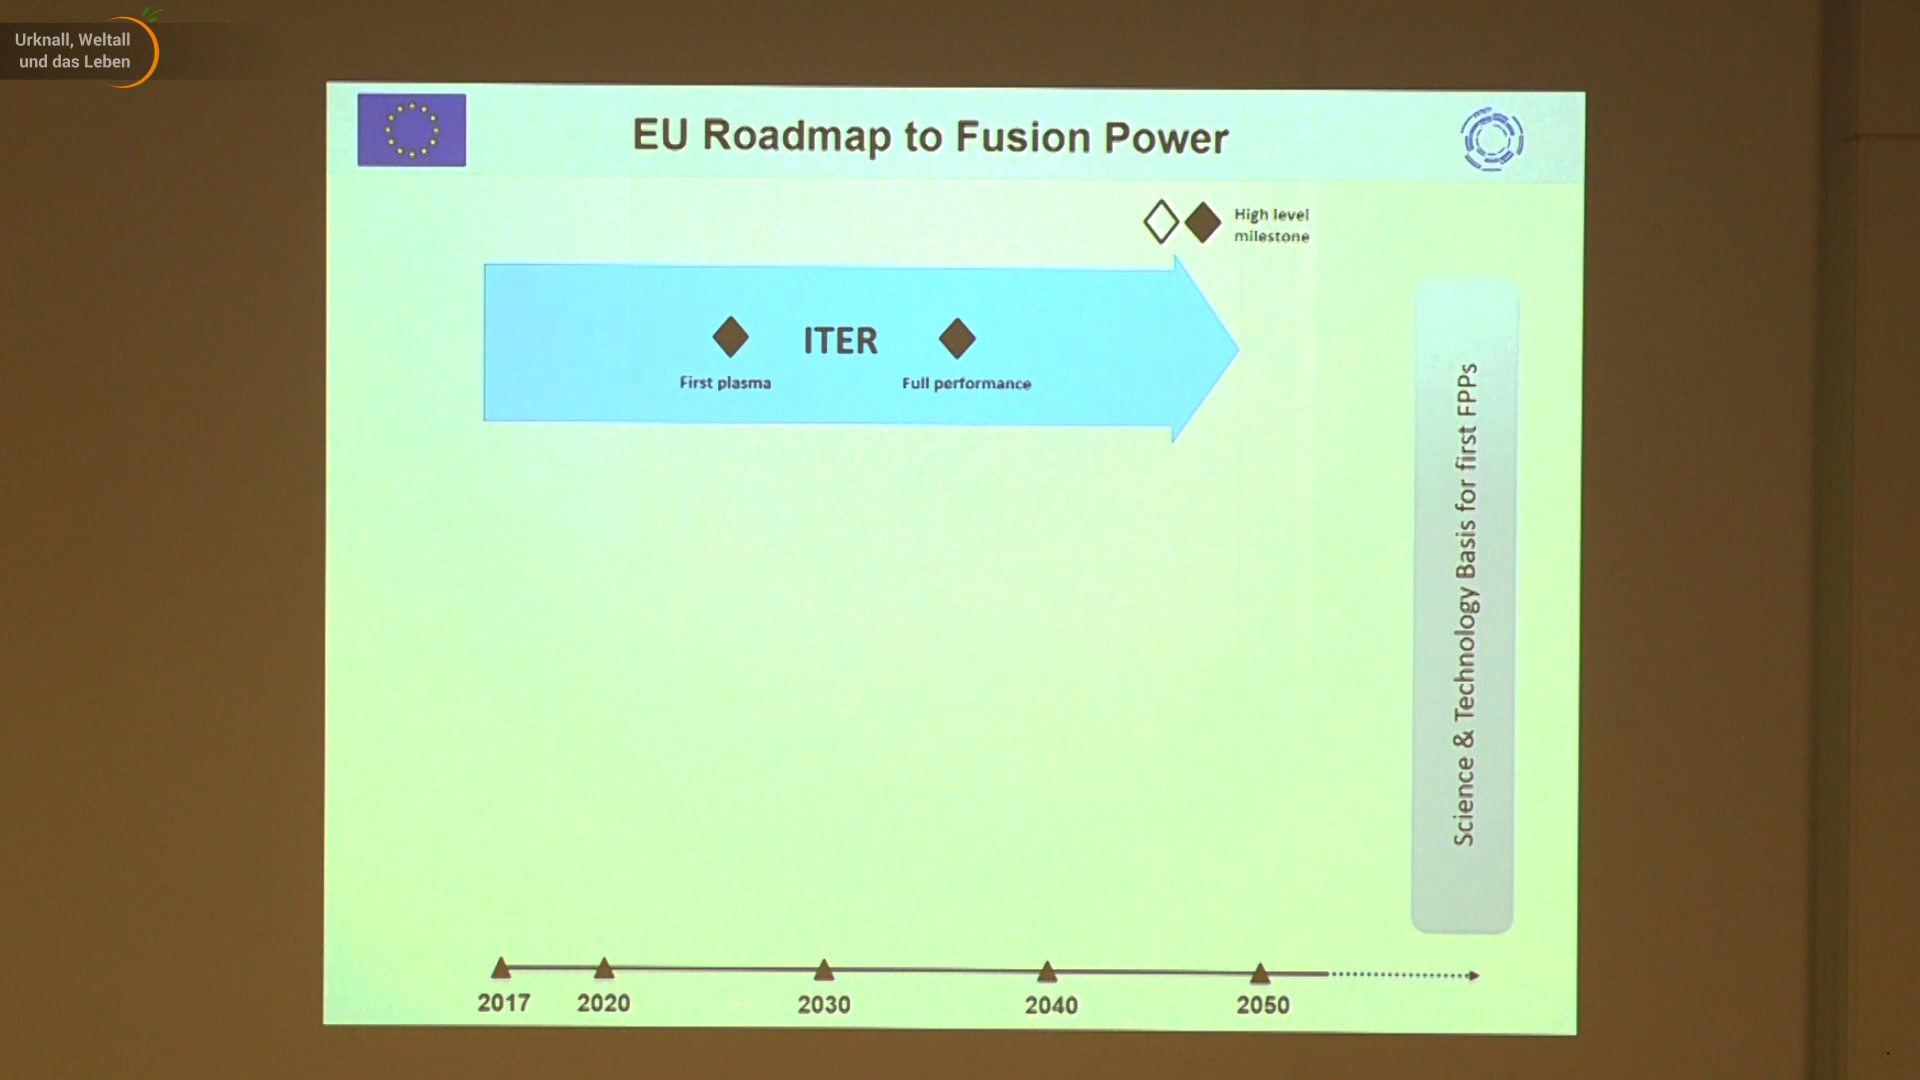 Urknall, Weltall
und das Leben
EU Roadmap to Fusion Power
High level
milestone
ITER
First plasma
Full performance
Science & Technology Basis for first FPPs
2017
2020
2030
2040
2050